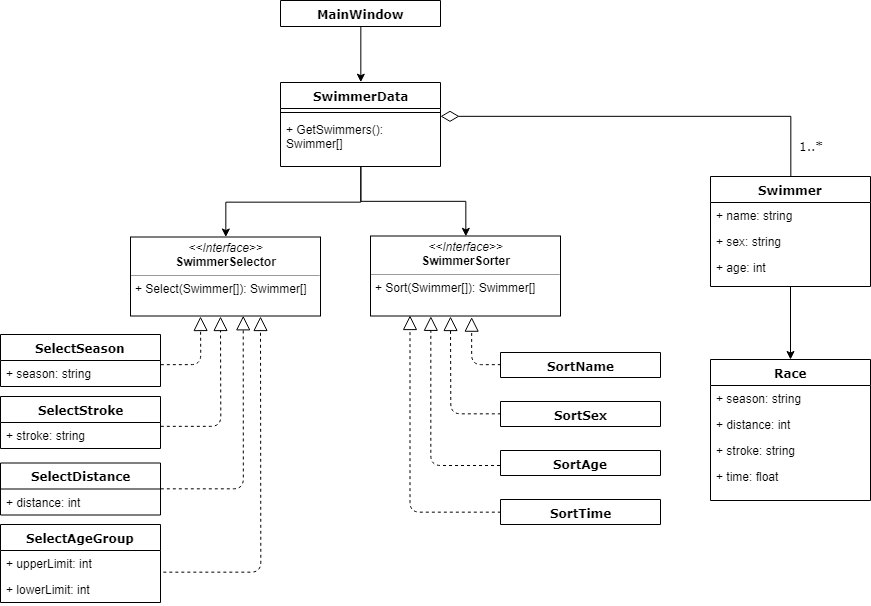 MainWindow
SwimmerData
+ GetSwimmers():
Swimmer[]
1..*
Swimmer
+ name: string
+ sex: string
+ age: int
<<Interface>>
SwimmerSelector
+ Select(Swimmer[]): Swimmer[]
<<Interface>>
SwimmerSorter
+ Sort(Swimmer[]): Swimmer[]
SelectSeason
+ season: string
SelectStroke
+ stroke: string
SelectDistance
+ distance: int
SelectAgeGroup
+ upperLimit: int
+ lowerLimit: int
SortName
SortSex
SortAge
SortTime
Race
+ season: string
+ distance: int
+ stroke: string
+ time: float